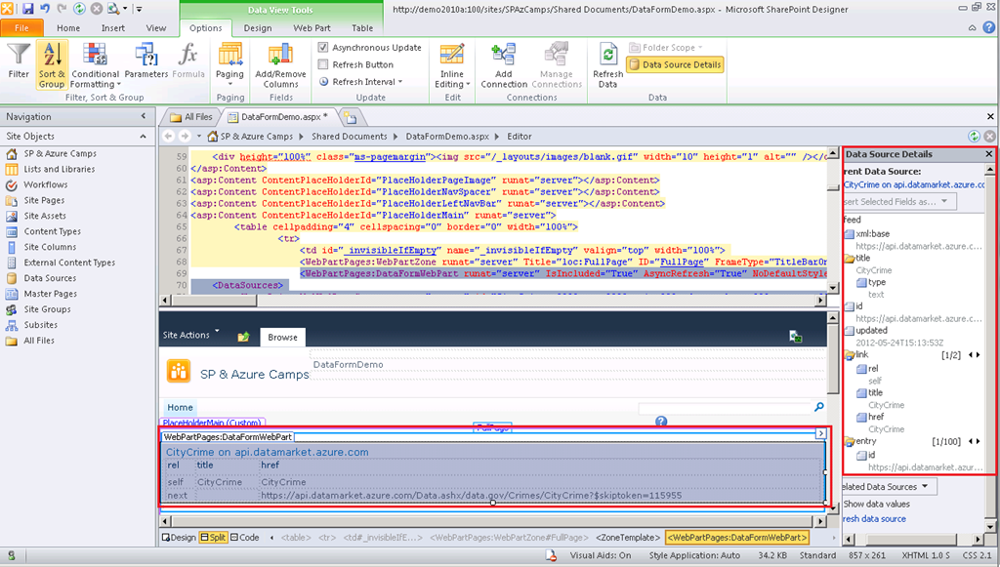 Data View Tools
http://demo2010a:100/sites/SPAzCamps/Shared Documents/DataFormDemo.aspx - Microsoft SharePoint Designer
File Home Insert View Options Design Web Part Table
Filter
Sort & Group
Conditional Formatting
Parameters
Formula
Paging
Add/Remove Columns
Asynchronous Update
Refresh Button
Refresh Interval
Inline Editing
Add Connection
Manage Connections
Refresh Data
Folder Scope
Data Source Details
Filter, Sort & Group Paging Fields Update Edit Connections Data
Navigation
Site Objects
SP & Azure Camps
Lists and Libraries
Workflows
Site Pages
Site Assets
Content Types
Site Columns
External Content Types
Data Sources
Master Pages
Site Groups
Subsites
All Files
All Files DataFormDemo.aspx *
SP & Azure Camps Shared Documents DataFormDemo.aspx Editor
59 <div height="100%" class="ms-pagemargin"><img src="/_layouts/images/blank.gif" width="10" height="1" alt="" /></
60 </asp:Content>
61 <asp:Content ContentPlaceHolderId="PlaceHolderPageImage" runat="server"></asp:Content>
62 <asp:Content ContentPlaceHolderId="PlaceHolderNavSpacer" runat="server"></asp:Content>
63 <asp:Content ContentPlaceHolderId="PlaceHolderLeftNavBar" runat="server"></asp:Content>
64 <asp:Content ContentPlaceHolderId="PlaceHolderMain" runat="server">
65 <table cellpadding="4" cellspacing="0" border="0" width="100%">
66 <tr>
67 <td id="_invisibleIfEmpty" name="_invisibleIfEmpty" valign="top" width="100%">
68 <WebPartPages:WebPartZone runat="server" Title="loc:FullPage" ID="FullPage" FrameType="TitleBarOn
69 <WebPartPages:DataFormWebPart runat="server" IsIncluded="True" AsyncRefresh="True" NoDefaultStyle
70 <DataSources>
Site Actions Browse
SP & Azure Camps DataFormDemo
Home
PlaceHolderMain (Custom)
FullPage
WebPartPages:DataFormWebPart
CityCrime on api.datamarket.azure.com
rel title href
self CityCrime CityCrime
next https://api.datamarket.azure.com/Data.ashx/data.gov/Crimes/CityCrime?$skiptoken=115955
Data Source Details
rent Data Source:
CityCrime on api.datamarket.azure.co
sert Selected Fields as...
feed
xml:base
https://api.datamarket.azure.c...
title
CityCrime
type
text
id
https://api.datamarket.azure.c...
updated
2012-05-24T15:13:53Z
link [1/2]
rel
self
title
CityCrime
href
CityCrime
entry [1/100]
id
https://api.datamarket.azur...
elated Data Sources
Show data values
resh data source
Design Split Code <table> <tr> <td#_invisibleIfE... <WebPartPages:WebPartZone#FullPage> <ZoneTemplate> <WebPartPages:DataFormWebPart>
Visual Aids: On Style Application: Auto 34.2 KB Standard 857 x 261 XHTML 1.0 S CSS 2.1